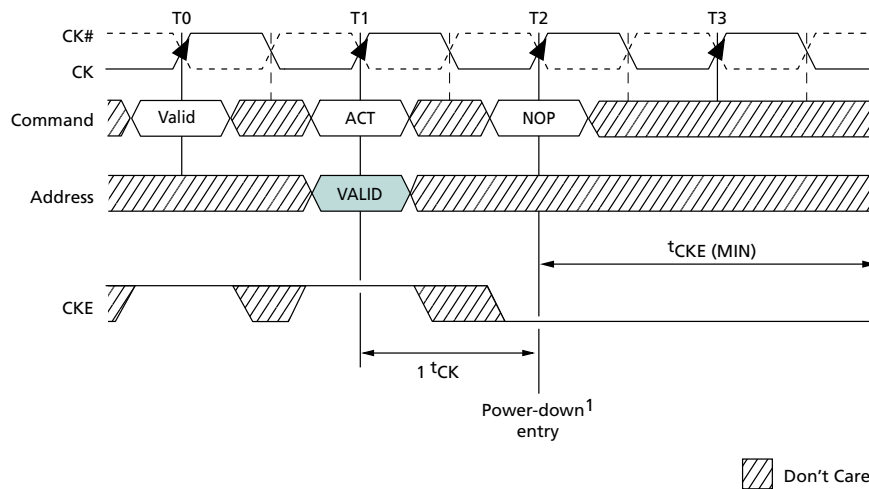 T0 T1 T2 T3
CK#
CK
Command Valid ACT NOP
Address VALID
tCKE (MIN)
CKE
1 tCK
Power-down1
entry
Don't Care